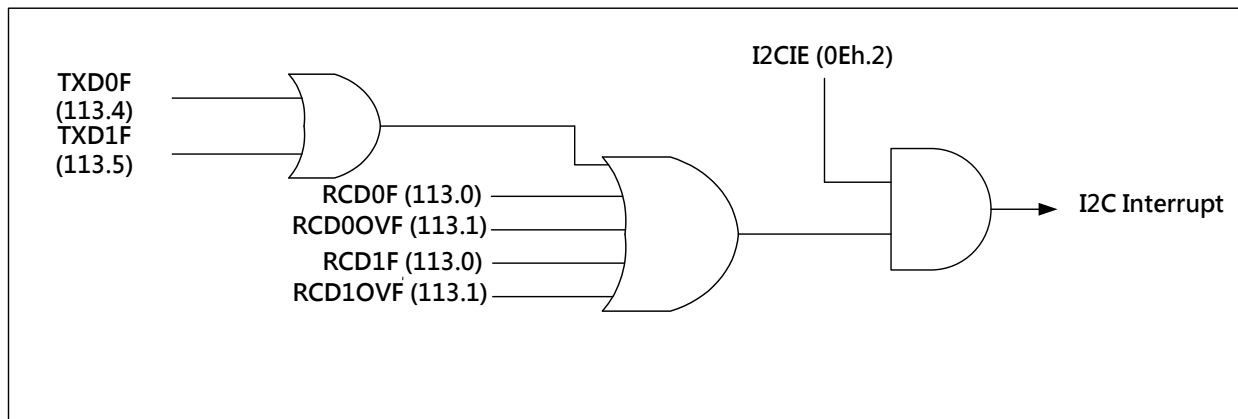 I2CIE (0Eh.2)
TXD0F
(113.4)
TXD1F
(113.5)
RCD0F (113.0)
RCD0OVF (113.1)
RCD1F (113.0)
RCD1OVF (113.1)
I2C Interrupt